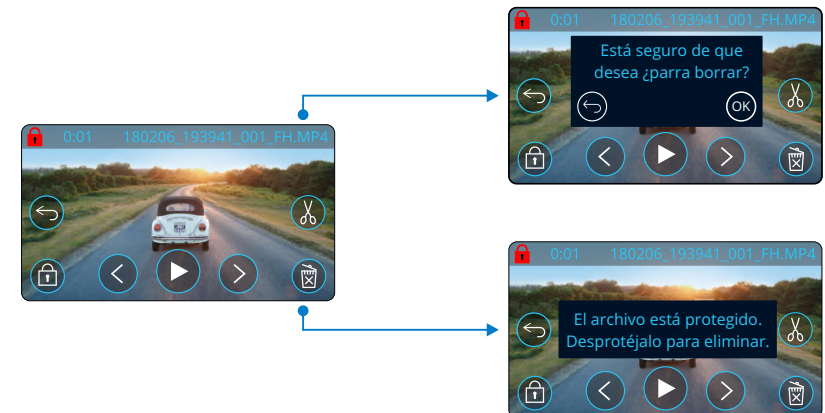 0:01 180206_193941_001_FH.MP4
0:01 180206_193941_001_FH.MP4
Está seguro de que
desea ¿parra borrar?
OK
0:01 180206_193941_001_FH.MP4
El archivo está protegido.
Desprotéjalo para eliminar.